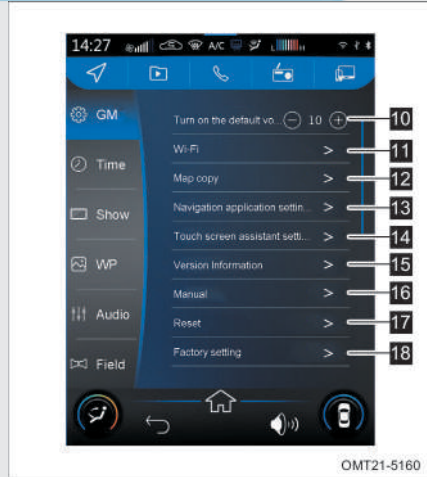 14:27 A/C L H
GM
Turn on the default vo... 10 10
Wi-Fi > 11
Time
Map copy > 12
Navigation application settin... > 13
Show
Touch screen assistant setti... > 14
WP
Version Information > 15
Manual > 16
Audio
Reset > 17
Factory setting > 18
Field
OMT21-5160